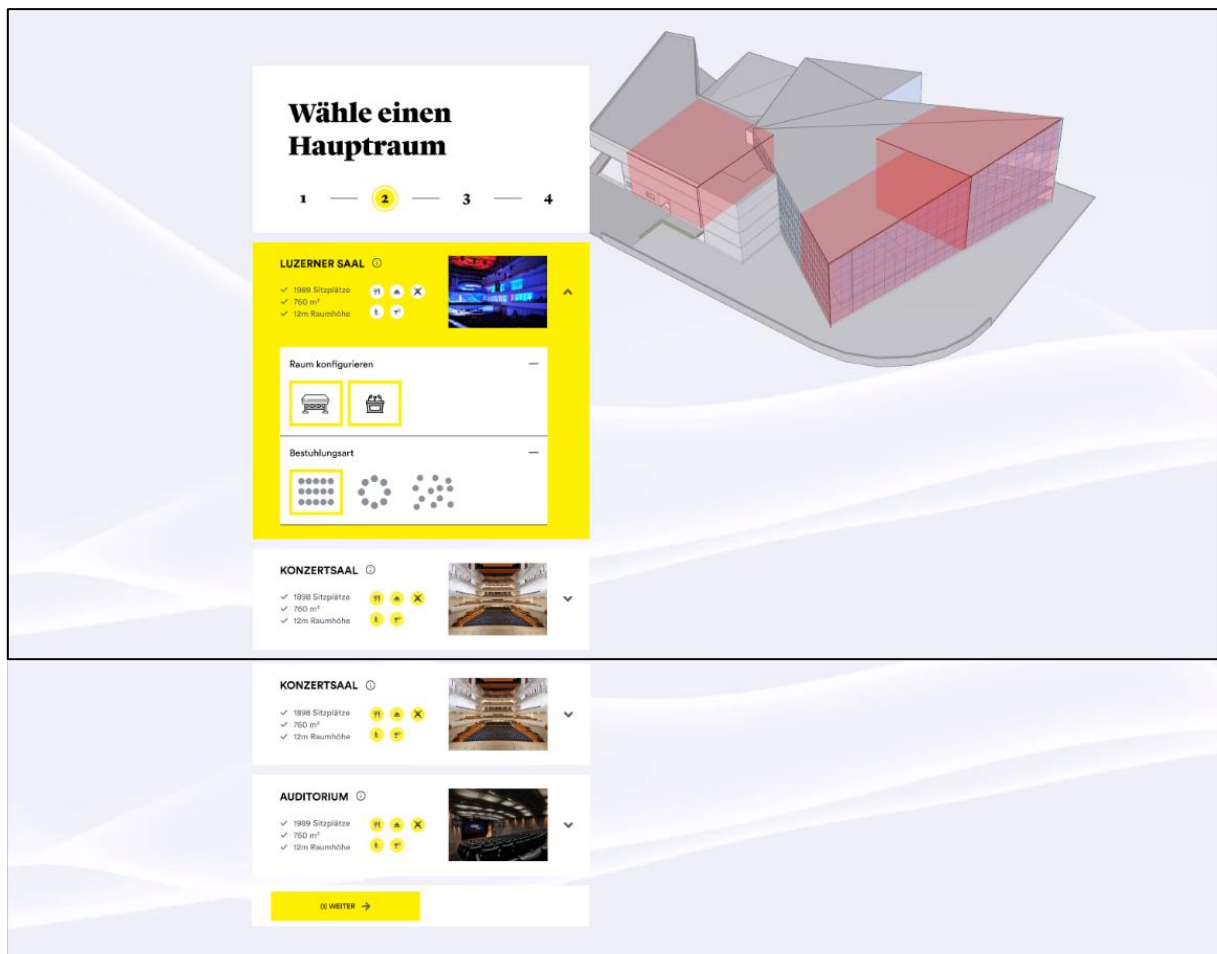 Wähle einen
Hauptraum
1 — 2 — 3 — 4
LUZERNER SAAL
1989 Sitzplätze
760 m²
12m Raumhöhe
Raum konfigurieren
Bestuhlungsart
KONZERTSAAL
1898 Sitzplätze
760 m²
12m Raumhöhe
KONZERTSAAL
1898 Sitzplätze
760 m²
12m Raumhöhe
AUDITORIUM
1989 Sitzplätze
760 m²
12m Raumhöhe
(1) WEITER →